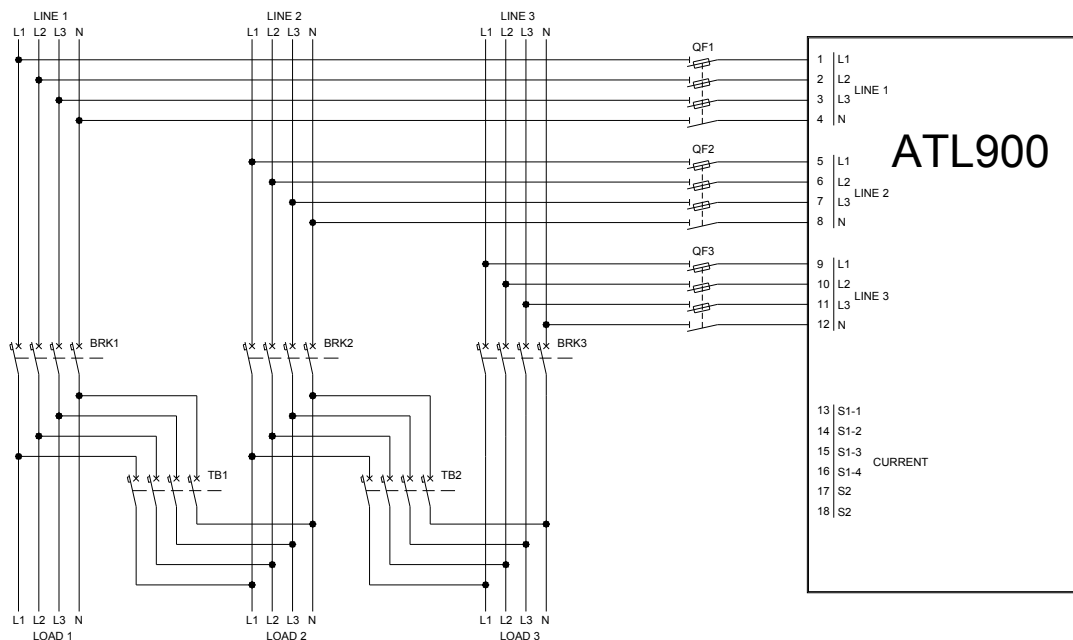 LINE 1 LINE 2 LINE 3
L1 L2 L3 N L1 L2 L3 N L1 L2 L3 N
QF1
1 L1
2 L2
LINE 1
3 L3
4 N
ATL900
QF2
5 L1
6 L2
LINE 2
7 L3
8 N
QF3
9 L1
10 L2
LINE 3
11 L3
12 N
BRK1 BRK2 BRK3
13 S1-1
14 S1-2
15 S1-3
CURRENT
16 S1-4
17 S2
18 S2
TB1 TB2
L1 L2 L3 N L1 L2 L3 N L1 L2 L3 N
LOAD 1 LOAD 2 LOAD 3